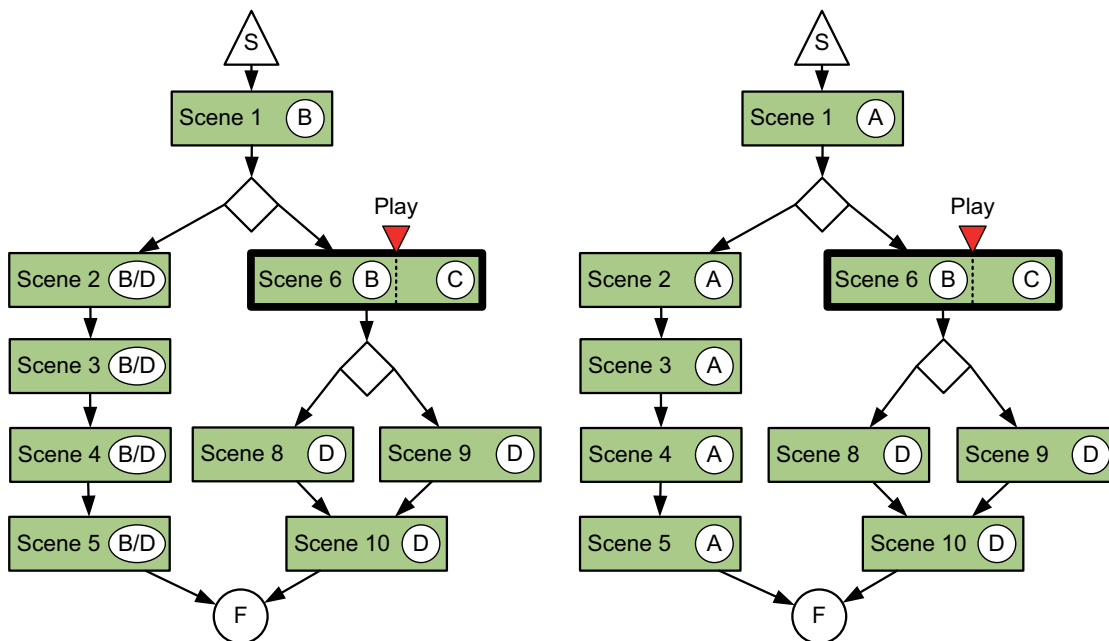 S
Scene 1 B
Play
Scene 2 B/D
Scene 6 B C
Scene 3 B/D
Scene 4 B/D
Scene 8 D
Scene 9 D
Scene 5 B/D
Scene 10 D
F
S
Scene 1 A
Play
Scene 2 A
Scene 6 B C
Scene 3 A
Scene 4 A
Scene 8 D
Scene 9 D
Scene 5 A
Scene 10 D
F